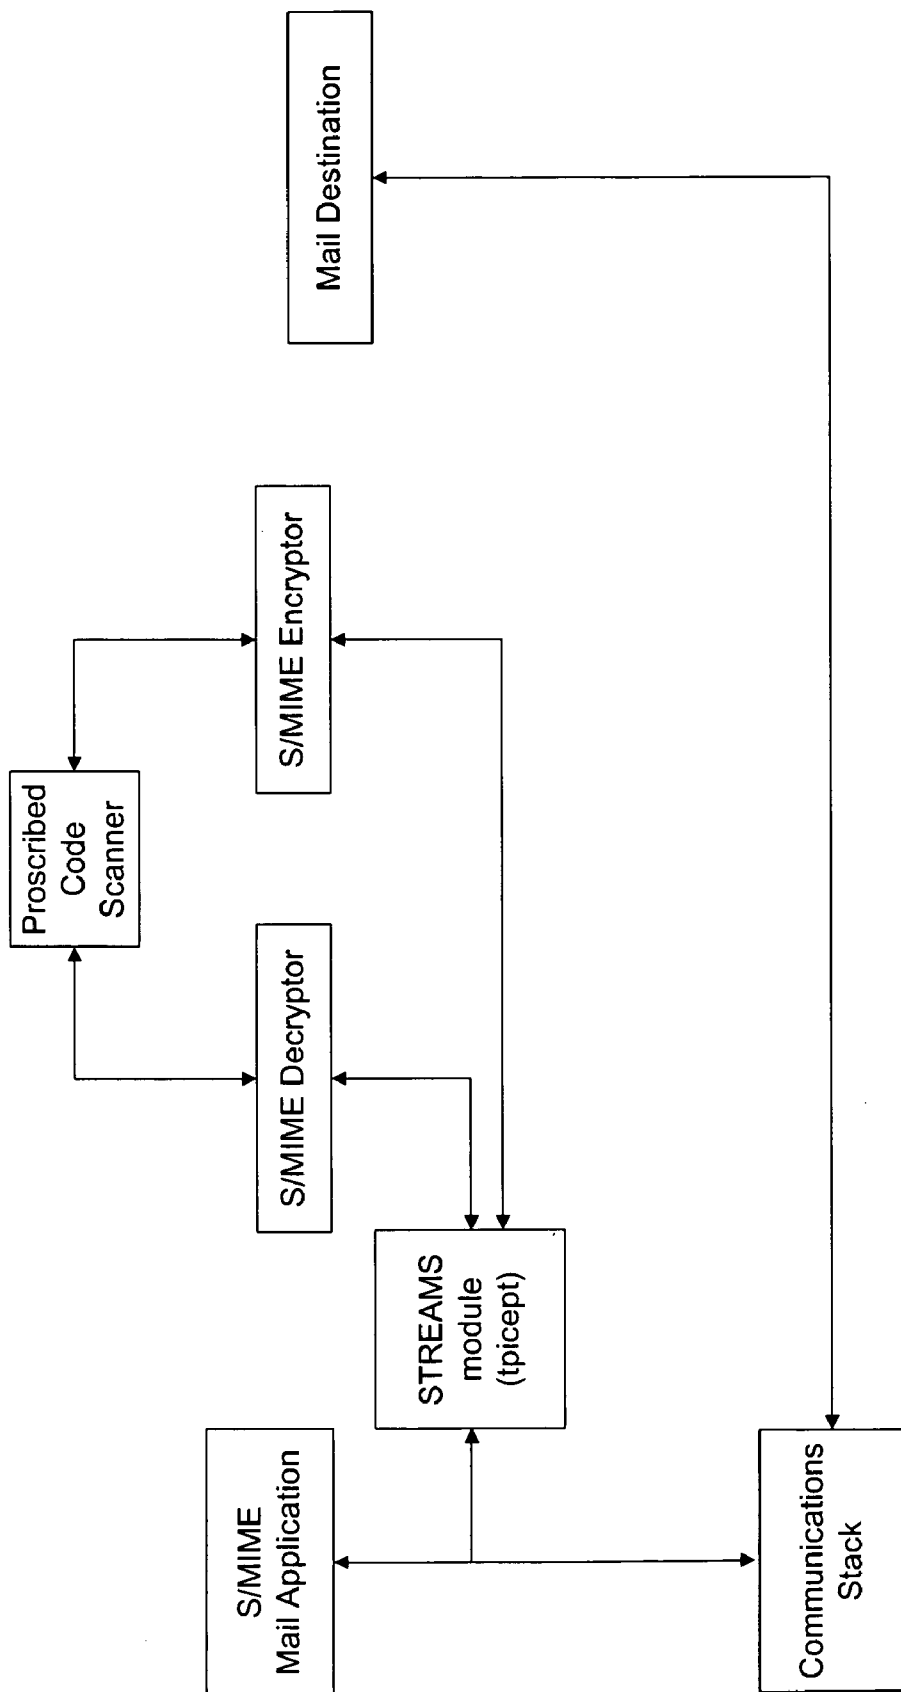 Proscribed
Code
Scanner
S/MIME Decryptor
S/MIME Encryptor
Mail Destination
S/MIME
Mail Application
STREAMS
module
(tpicept)
Communications
Stack